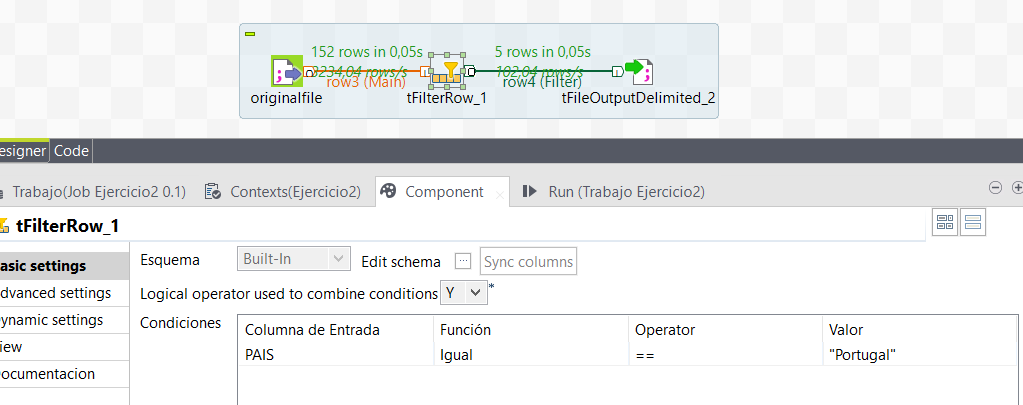 152 rows in 0,05s
5 rows in 0,05s
3234,04 rows/s
102,04 rows/s
row3 (Main)
row4 (Filter)
originalfile
tFilterRow_1
tFileOutputDelimited_2
esigner
Code
Trabajo(Job Ejercicio2 0.1)
Contexts(Ejercicio2)
Component
Run (Trabajo Ejercicio2)
tFilterRow_1
asic settings
dvanced settings
ynamic settings
iew
ocumentacion
Esquema
Built-In
Edit schema
...
Sync columns
Logical operator used to combine conditions
Y
*
Condiciones
Columna de Entrada
Función
Operator
Valor
PAIS
Igual
==
"Portugal"